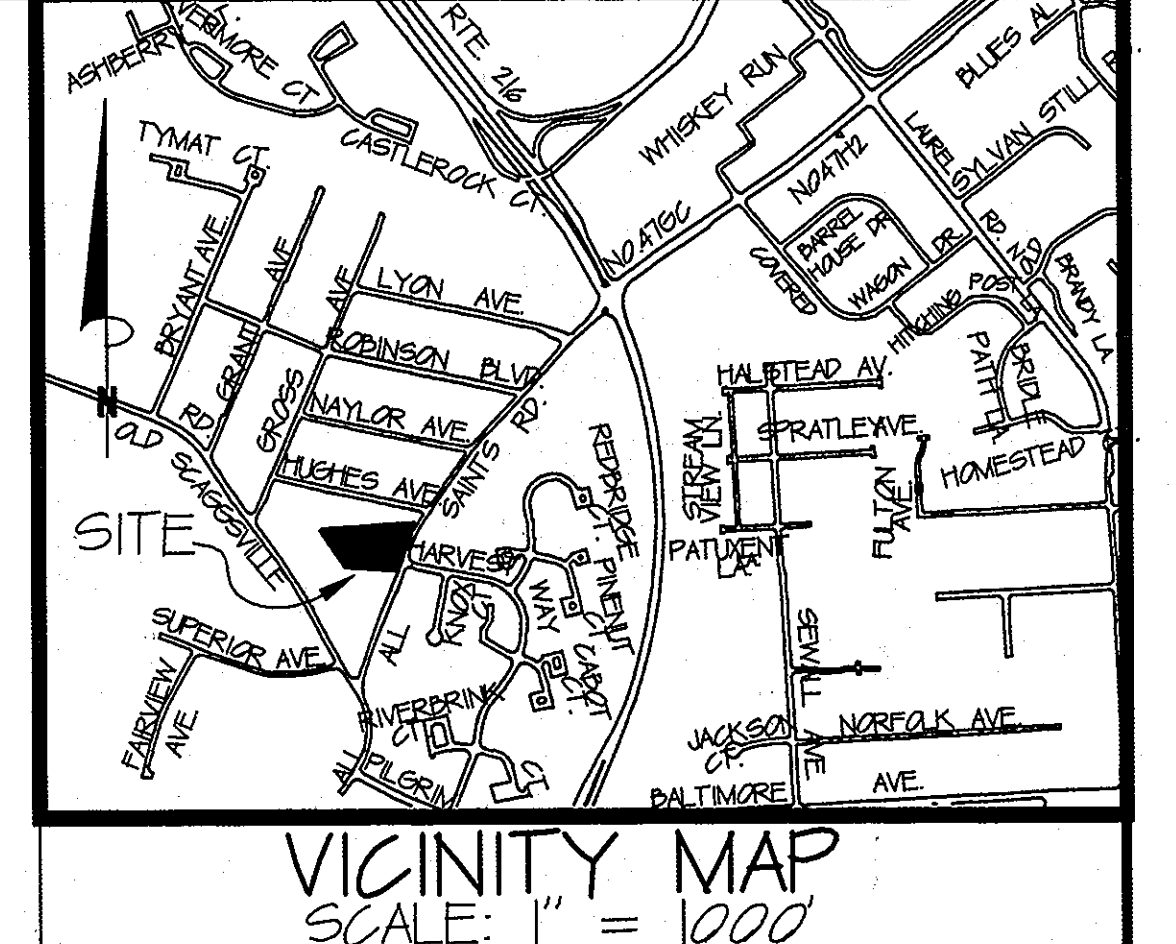 ASHBERRY
VERMORE CT
RTE. 216
WHISKEY RUN
BLUES AL
TYMAT CT.
CASTLEROCK CT.
NOATH2
LAUREL
SYLVAN STILL
NOATGC
BARREL
HOUSE DR
COVERED
WAGON DR
RD. NO
OLD
BRANDY LA
HITCHING POST
BRYANT AVE.
GRANT AVE
GROSS AVE
LYON AVE.
ROBINSON BLVD.
NAYLOR AVE.
HUGHES AVE
OLD
RD.
SCAGGSVILLE
SAINTS RD.
N
HALSTEAD AV.
SPRATLEY AVE.
STREAM
VIEW LN.
PATH LA
BRIDLE
HOMESTEAD
FULTON
AVE.
REDBRIDGE
CT.
SITE
HARVEST
WAY
PINENUT
CT
PATUXENT
LA.
KNOX
CT
ALL
SUPERIOR AVE.
FAIRVIEW
AVE.
CABOT
CT.
SEWALL
AVE
RIVERBRINK
CT
CT.
JACKSON
CT.
NORFOLK AVE.
ALL
PILGRIM
BALTIMORE AVE.
VICINITY MAP
SCALE: 1" = 1000'